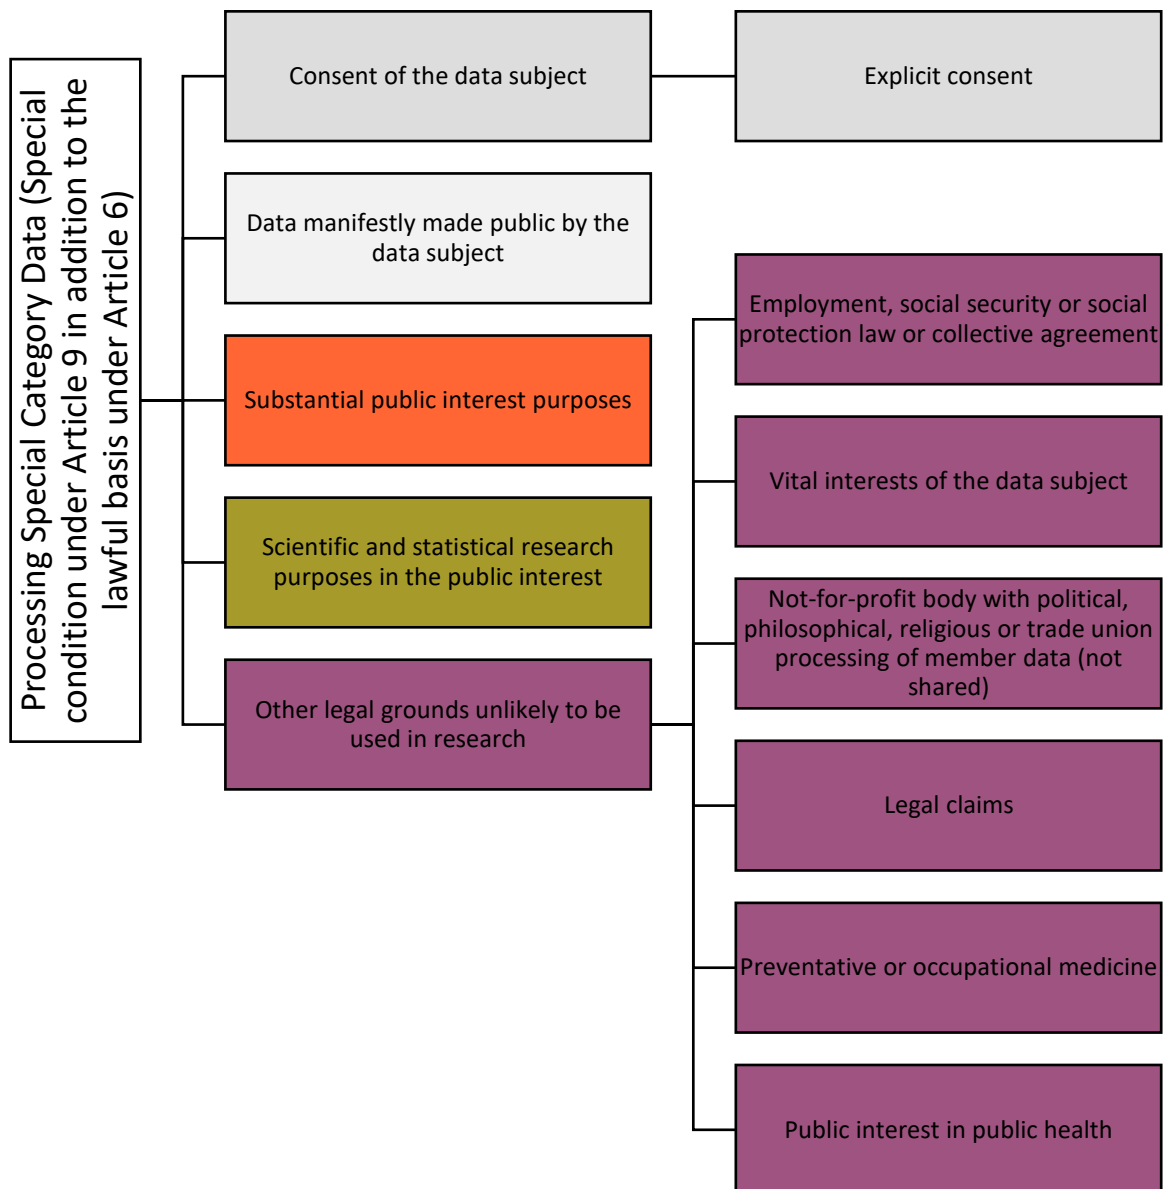 Processing Special Category Data (Special
condition under Article 9 in addition to the
lawful basis under Article 6)
Consent of the data subject
Explicit consent
Data manifestly made public by the
data subject
Substantial public interest purposes
Scientific and statistical research
purposes in the public interest
Other legal grounds unlikely to be
used in research
Employment, social security or social
protection law or collective agreement
Vital interests of the data subject
Not-for-profit body with political,
philosophical, religious or trade union
processing of member data (not
shared)
Legal claims
Preventative or occupational medicine
Public interest in public health